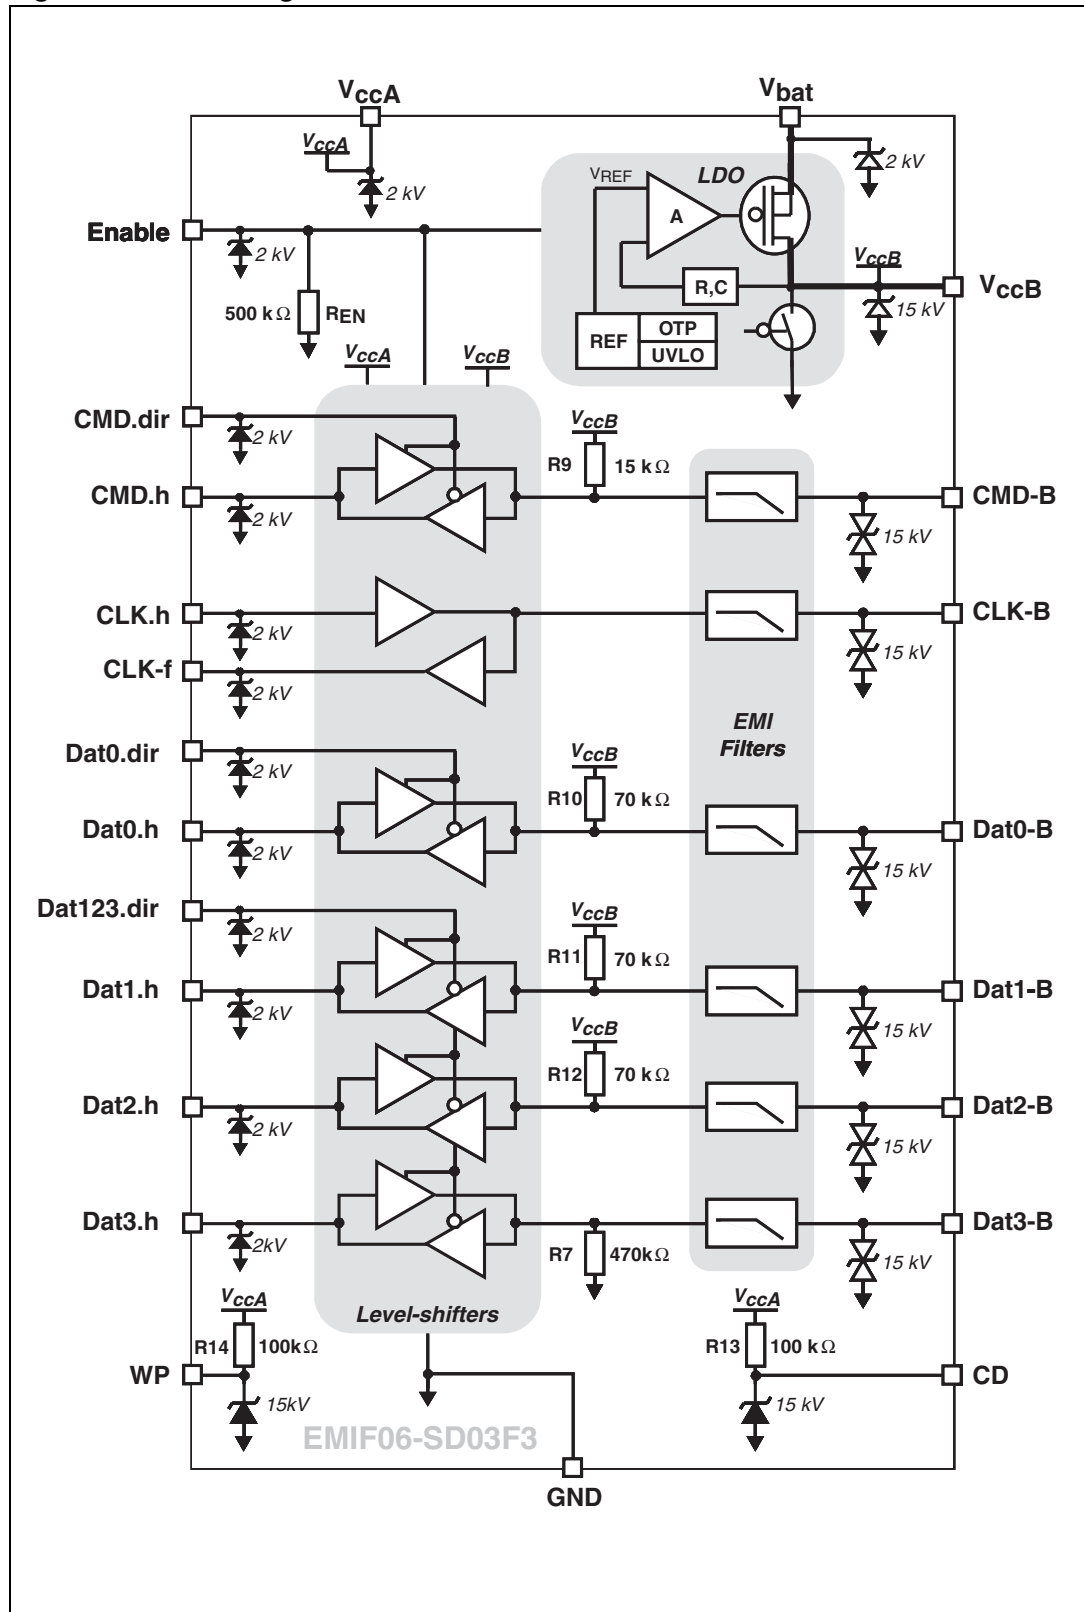 VccA
Vbat
VccA
2 kV
VREF
LDO
2 kV
A
Enable
2 kV
VccB
VccB
R,C
15 kV
500 kΩ
REN
REF
OTP
UVLO
VccA
VccB
CMD.dir
2 kV
VccB
R9
15 kΩ
CMD.h
2 kV
CMD-B
15 kV
CLK.h
2 kV
CLK-B
15 kV
CLK-f
2 kV
EMI
Filters
Dat0.dir
2 kV
VccB
R10
70 kΩ
Dat0.h
2 kV
Dat0-B
15 kV
Dat123.dir
2 kV
VccB
R11
70 kΩ
Dat1.h
2 kV
Dat1-B
15 kV
VccB
R12
70 kΩ
Dat2.h
2 kV
Dat2-B
15 kV
Dat3.h
2kV
R7
470kΩ
Dat3-B
15 kV
VccA
R14
100kΩ
Level-shifters
VccA
R13
100 kΩ
WP
15kV
CD
15 kV
EMIF06-SD03F3
GND